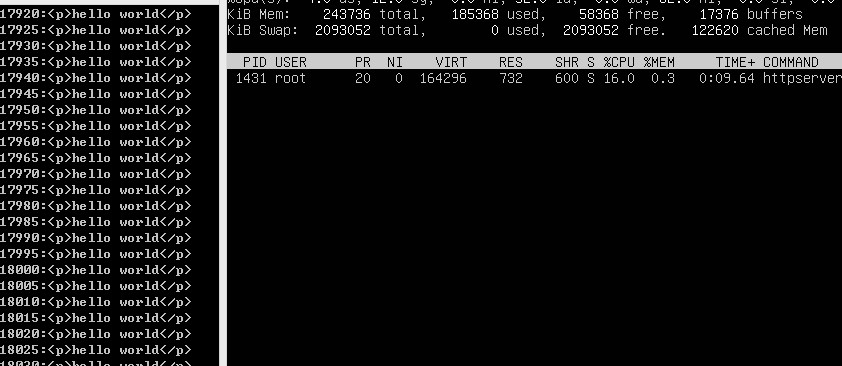 17920:<p>hello world</p>
17925:<p>hello world</p>
17930:<p>hello world</p>
17935:<p>hello world</p>
17940:<p>hello world</p>
17945:<p>hello world</p>
17950:<p>hello world</p>
17955:<p>hello world</p>
17960:<p>hello world</p>
17965:<p>hello world</p>
17970:<p>hello world</p>
17975:<p>hello world</p>
17980:<p>hello world</p>
17985:<p>hello world</p>
17990:<p>hello world</p>
17995:<p>hello world</p>
18000:<p>hello world</p>
18005:<p>hello world</p>
18010:<p>hello world</p>
18015:<p>hello world</p>
18020:<p>hello world</p>
18025:<p>hello world</p>
18030:<p>hello world</p>
KiB Mem:    243736 total,   185368 used,    58368 free,    17376 buffers
KiB Swap:  2093052 total,        0 used,  2093052 free.   122620 cached Mem
PID USER      PR  NI    VIRT    RES    SHR S %CPU %MEM     TIME+ COMMAND
1431 root      20   0  164296    732    600 S 16.0  0.3   0:09.64 httpserver